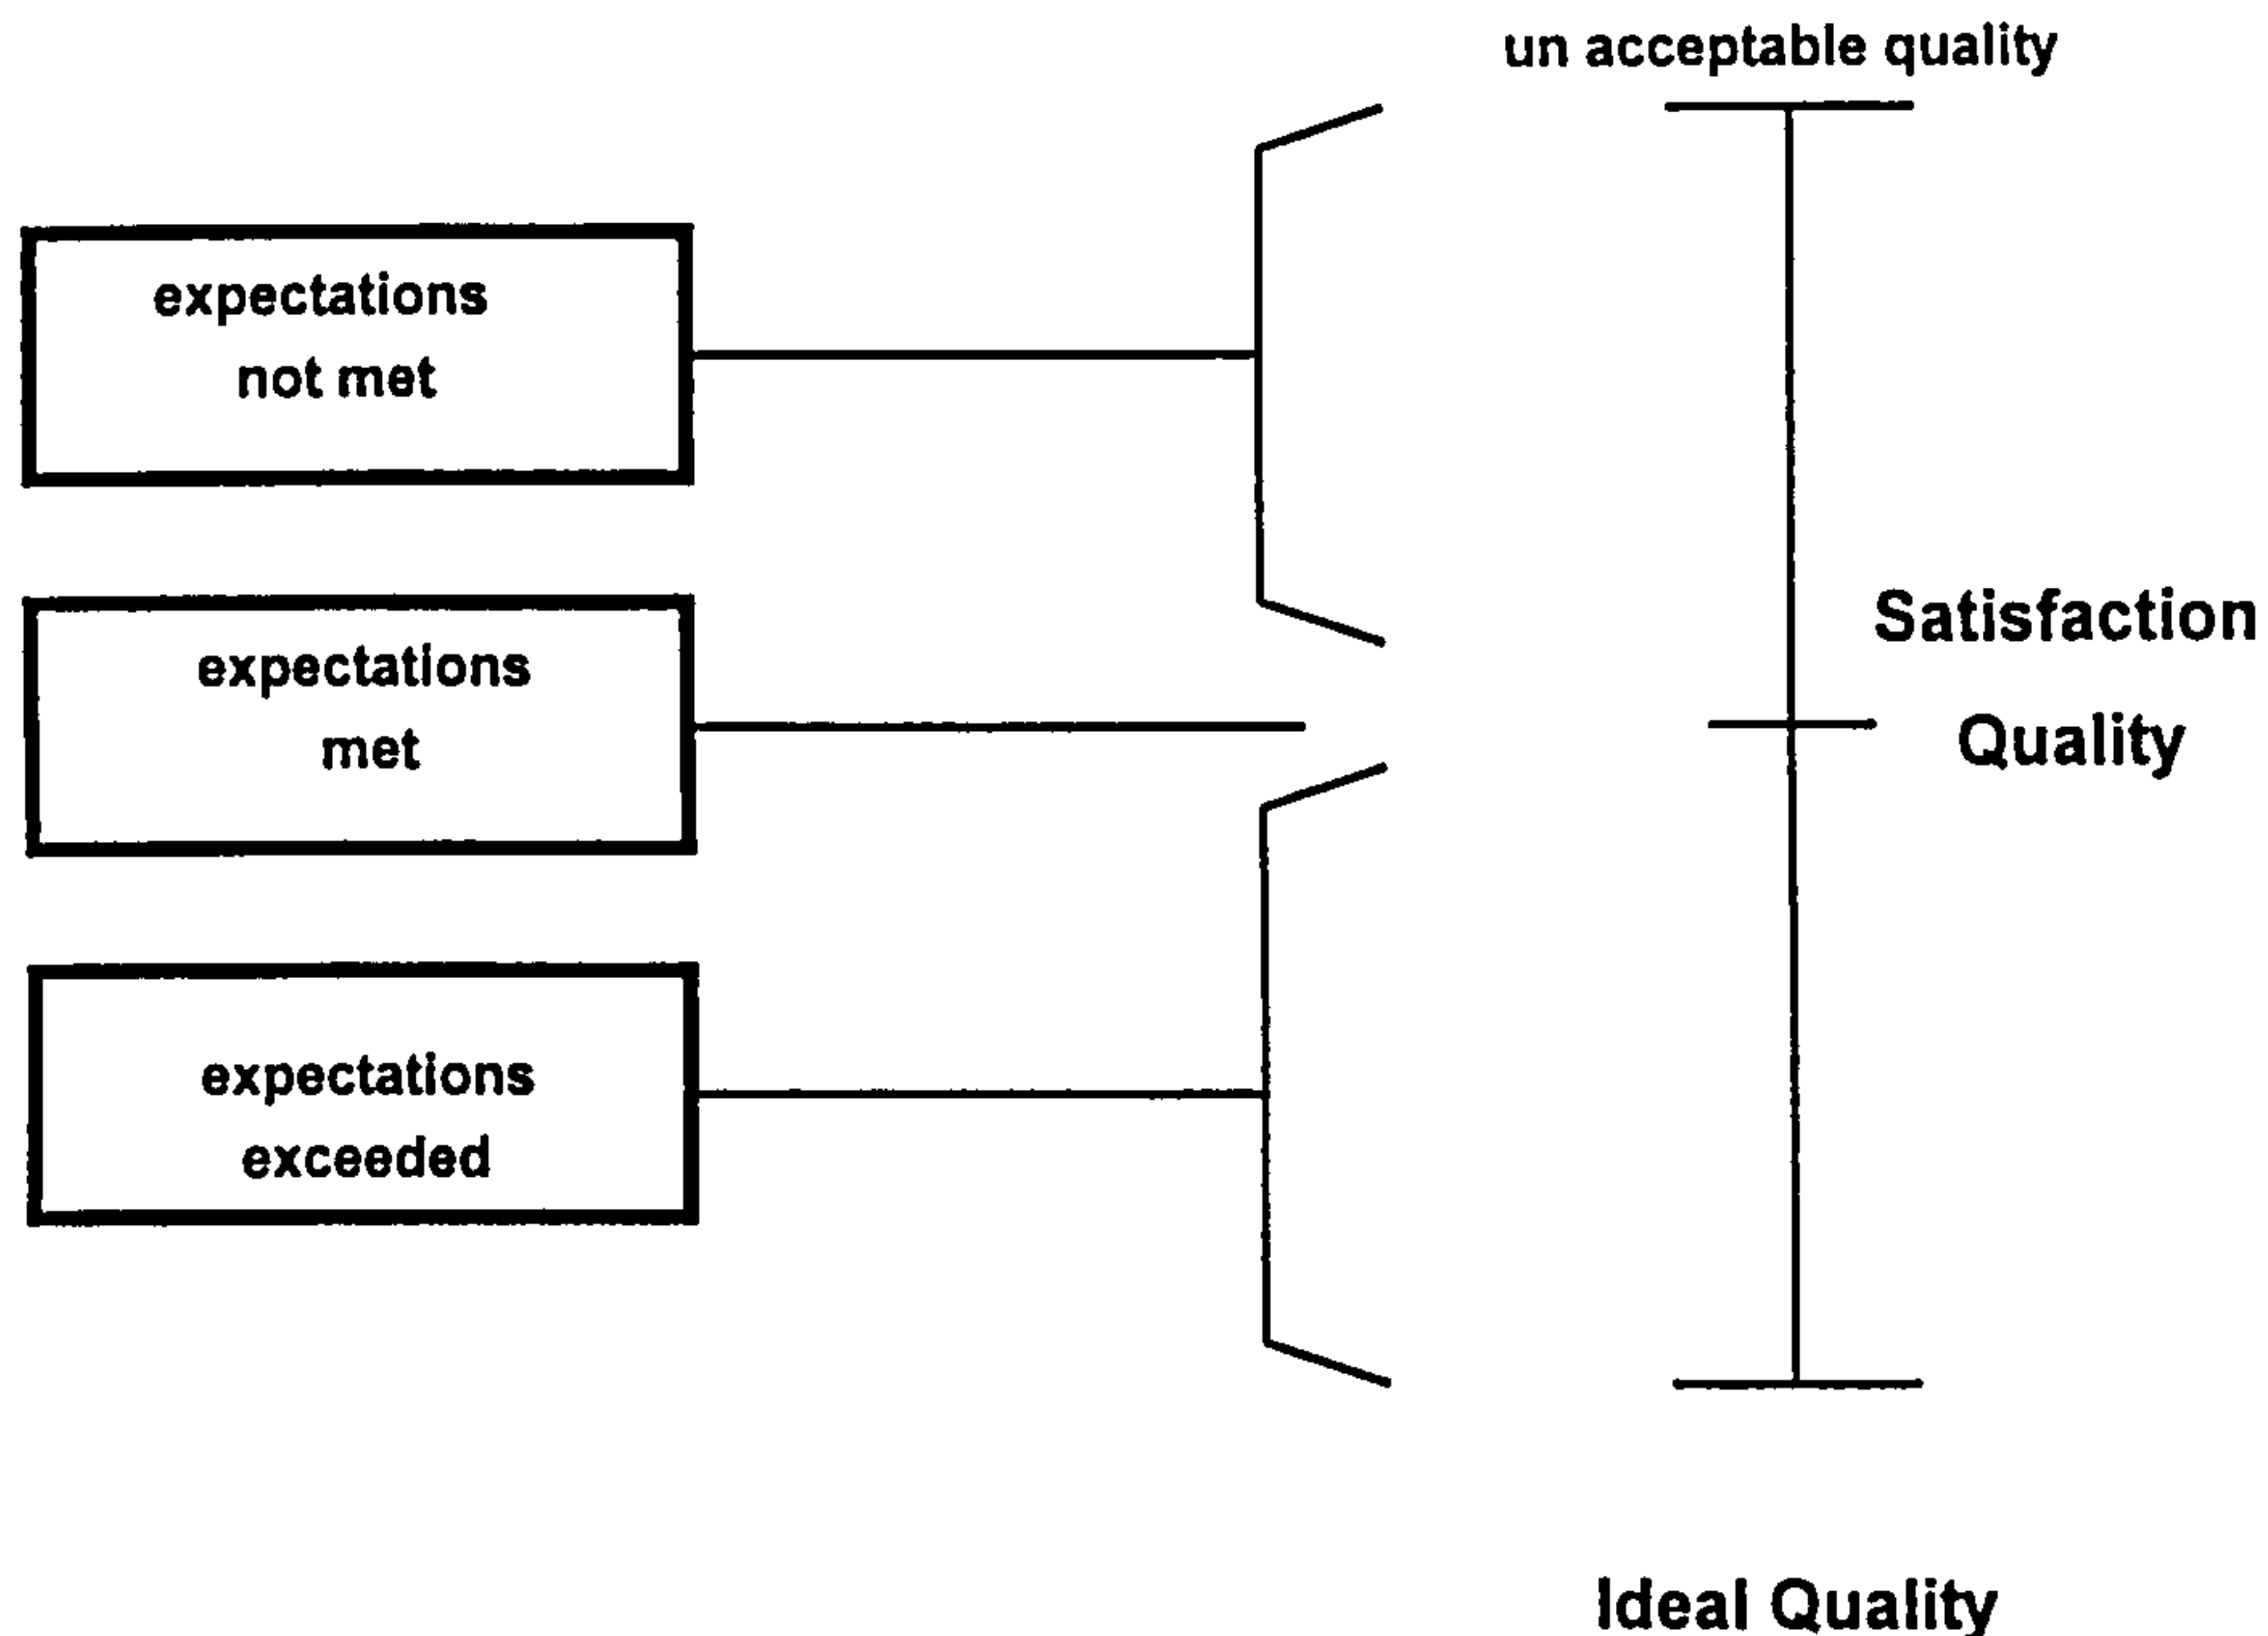 un acceptable quality
expectations
not met
expectations
met
Satisfaction
Quality
expectations
exceeded
Ideal Quality